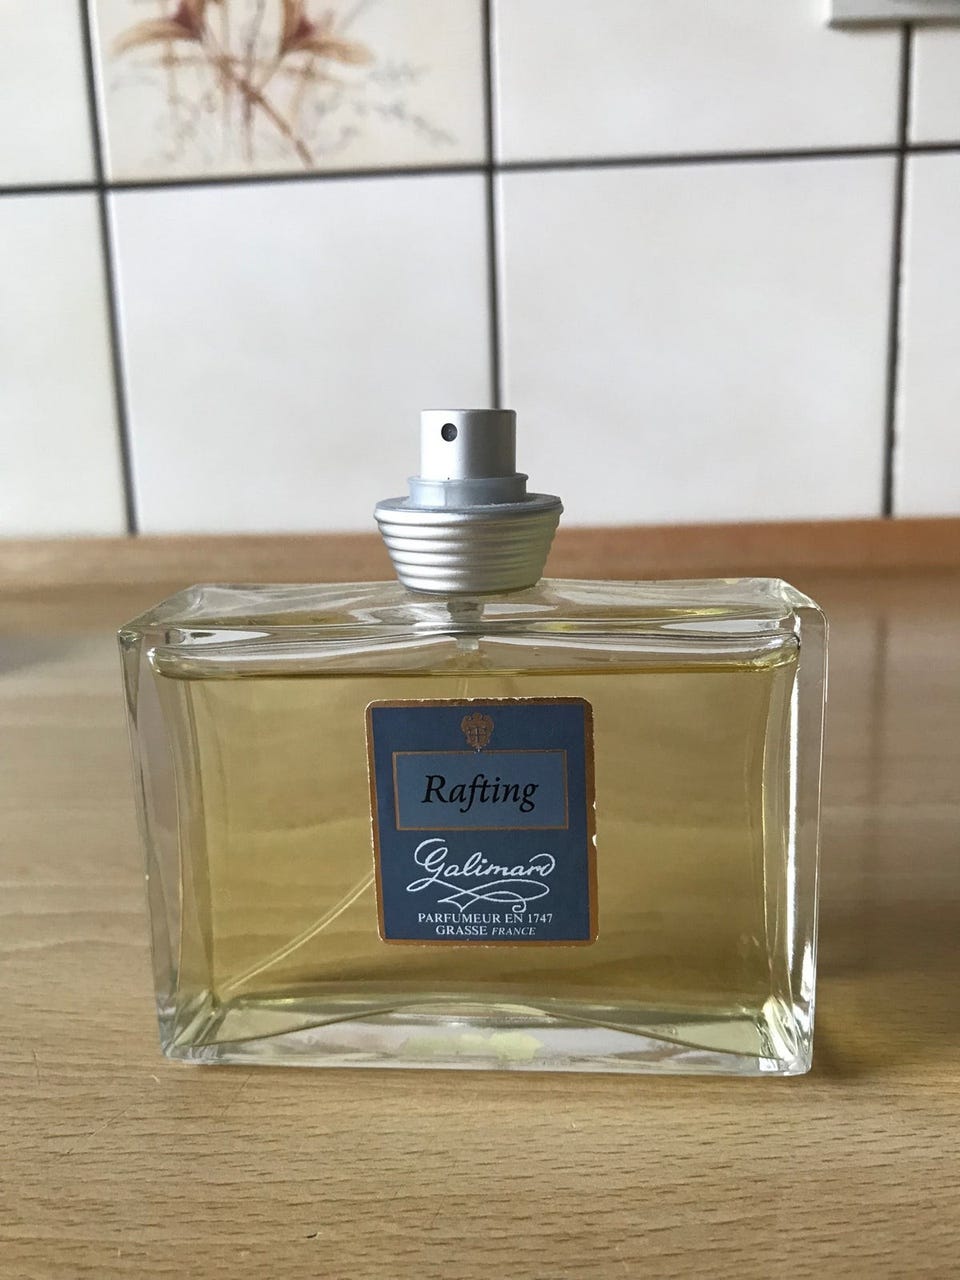 Rafting
Galimard
PARFUMEUR EN 1747
GRASSE FRANCE